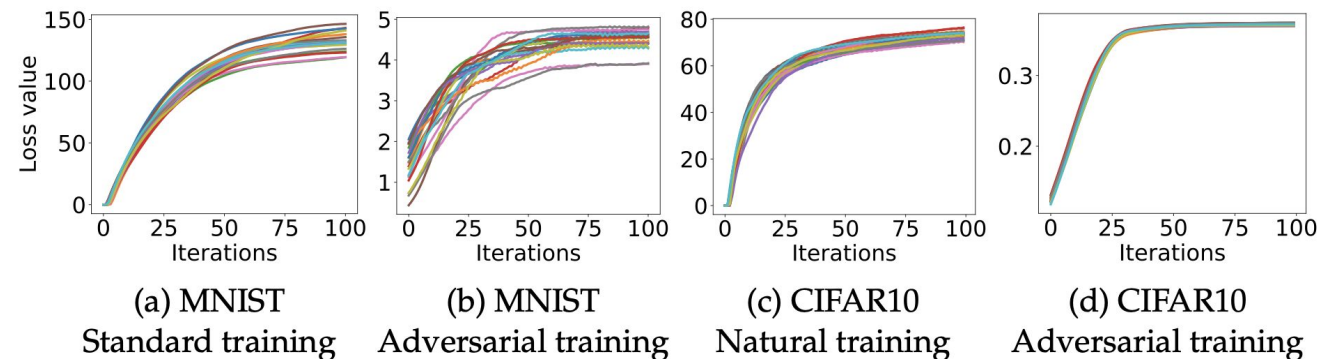 Loss value
150
100
50
0
0 25 50 75 100
Iterations
(a) MNIST
Standard training
5
4
3
2
1
0 25 50 75 100
Iterations
(b) MNIST
Adversarial training
80
60
40
20
0
0 25 50 75 100
Iterations
(c) CIFAR10
Natural training
0.3
0.2
0 25 50 75 100
Iterations
(d) CIFAR10
Adversarial training